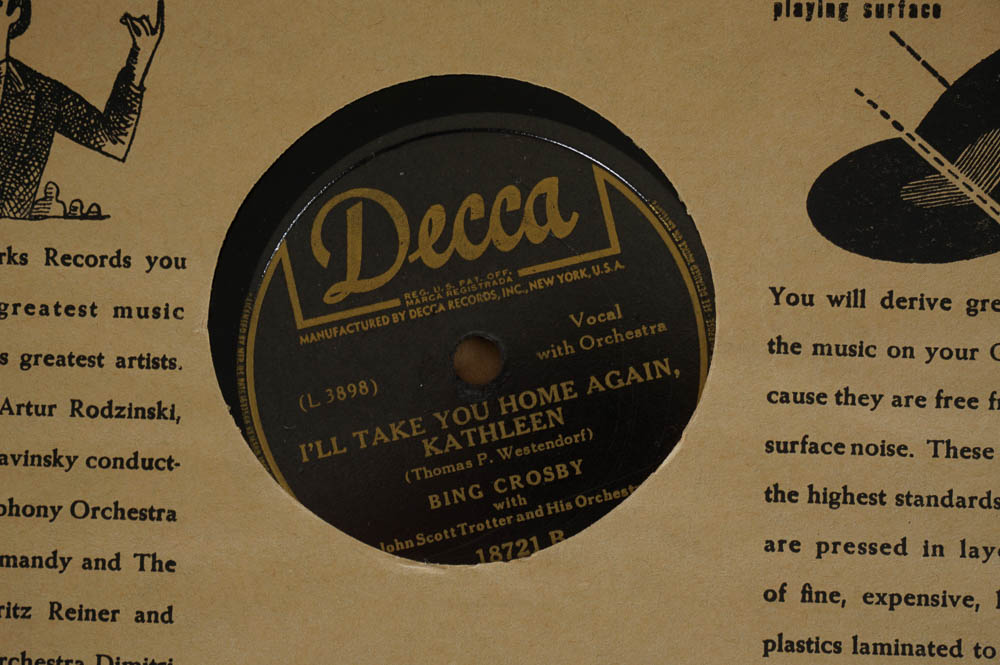 playing surface
Decca
REG. U.S. PAT. OFF.
MARCA REGISTRADA
MANUFACTURED BY DECCA RECORDS, INC., NEW YORK, U.S.A.
Vocal
with Orchestra
(L 3898)
I'LL TAKE YOU HOME AGAIN,
KATHLEEN
(Thomas P. Westendorf)
BING CROSBY
with
John Scott Trotter and His Orchest
18721 B
rks Records you
greatest music
s greatest artists.
Artur Rodzinski,
avinsky conduct-
phony Orchestra
mandy and The
ritz Reiner and
rchestra Dimitri
You will derive gre
the music on your C
cause they are free f
surface noise. These
the highest standards
are pressed in lay
of fine, expensive,
plastics laminated to